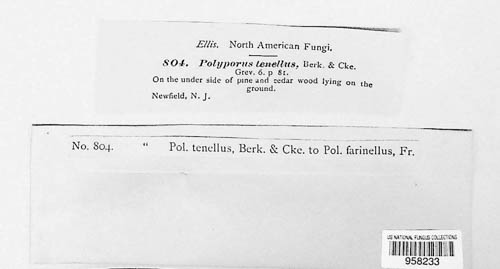 Ellis. North American Fungi.
804. Polyporus tenellus, Berk. & Cke.
Grev. 6. p 81.
On the under side of pine and cedar wood lying on the
ground.
Newfield, N. J.
No. 804. " Pol. tenellus, Berk. & Cke. to Pol. farinellus, Fr.
US NATIONAL FUNGUS COLLECTIONS
958233